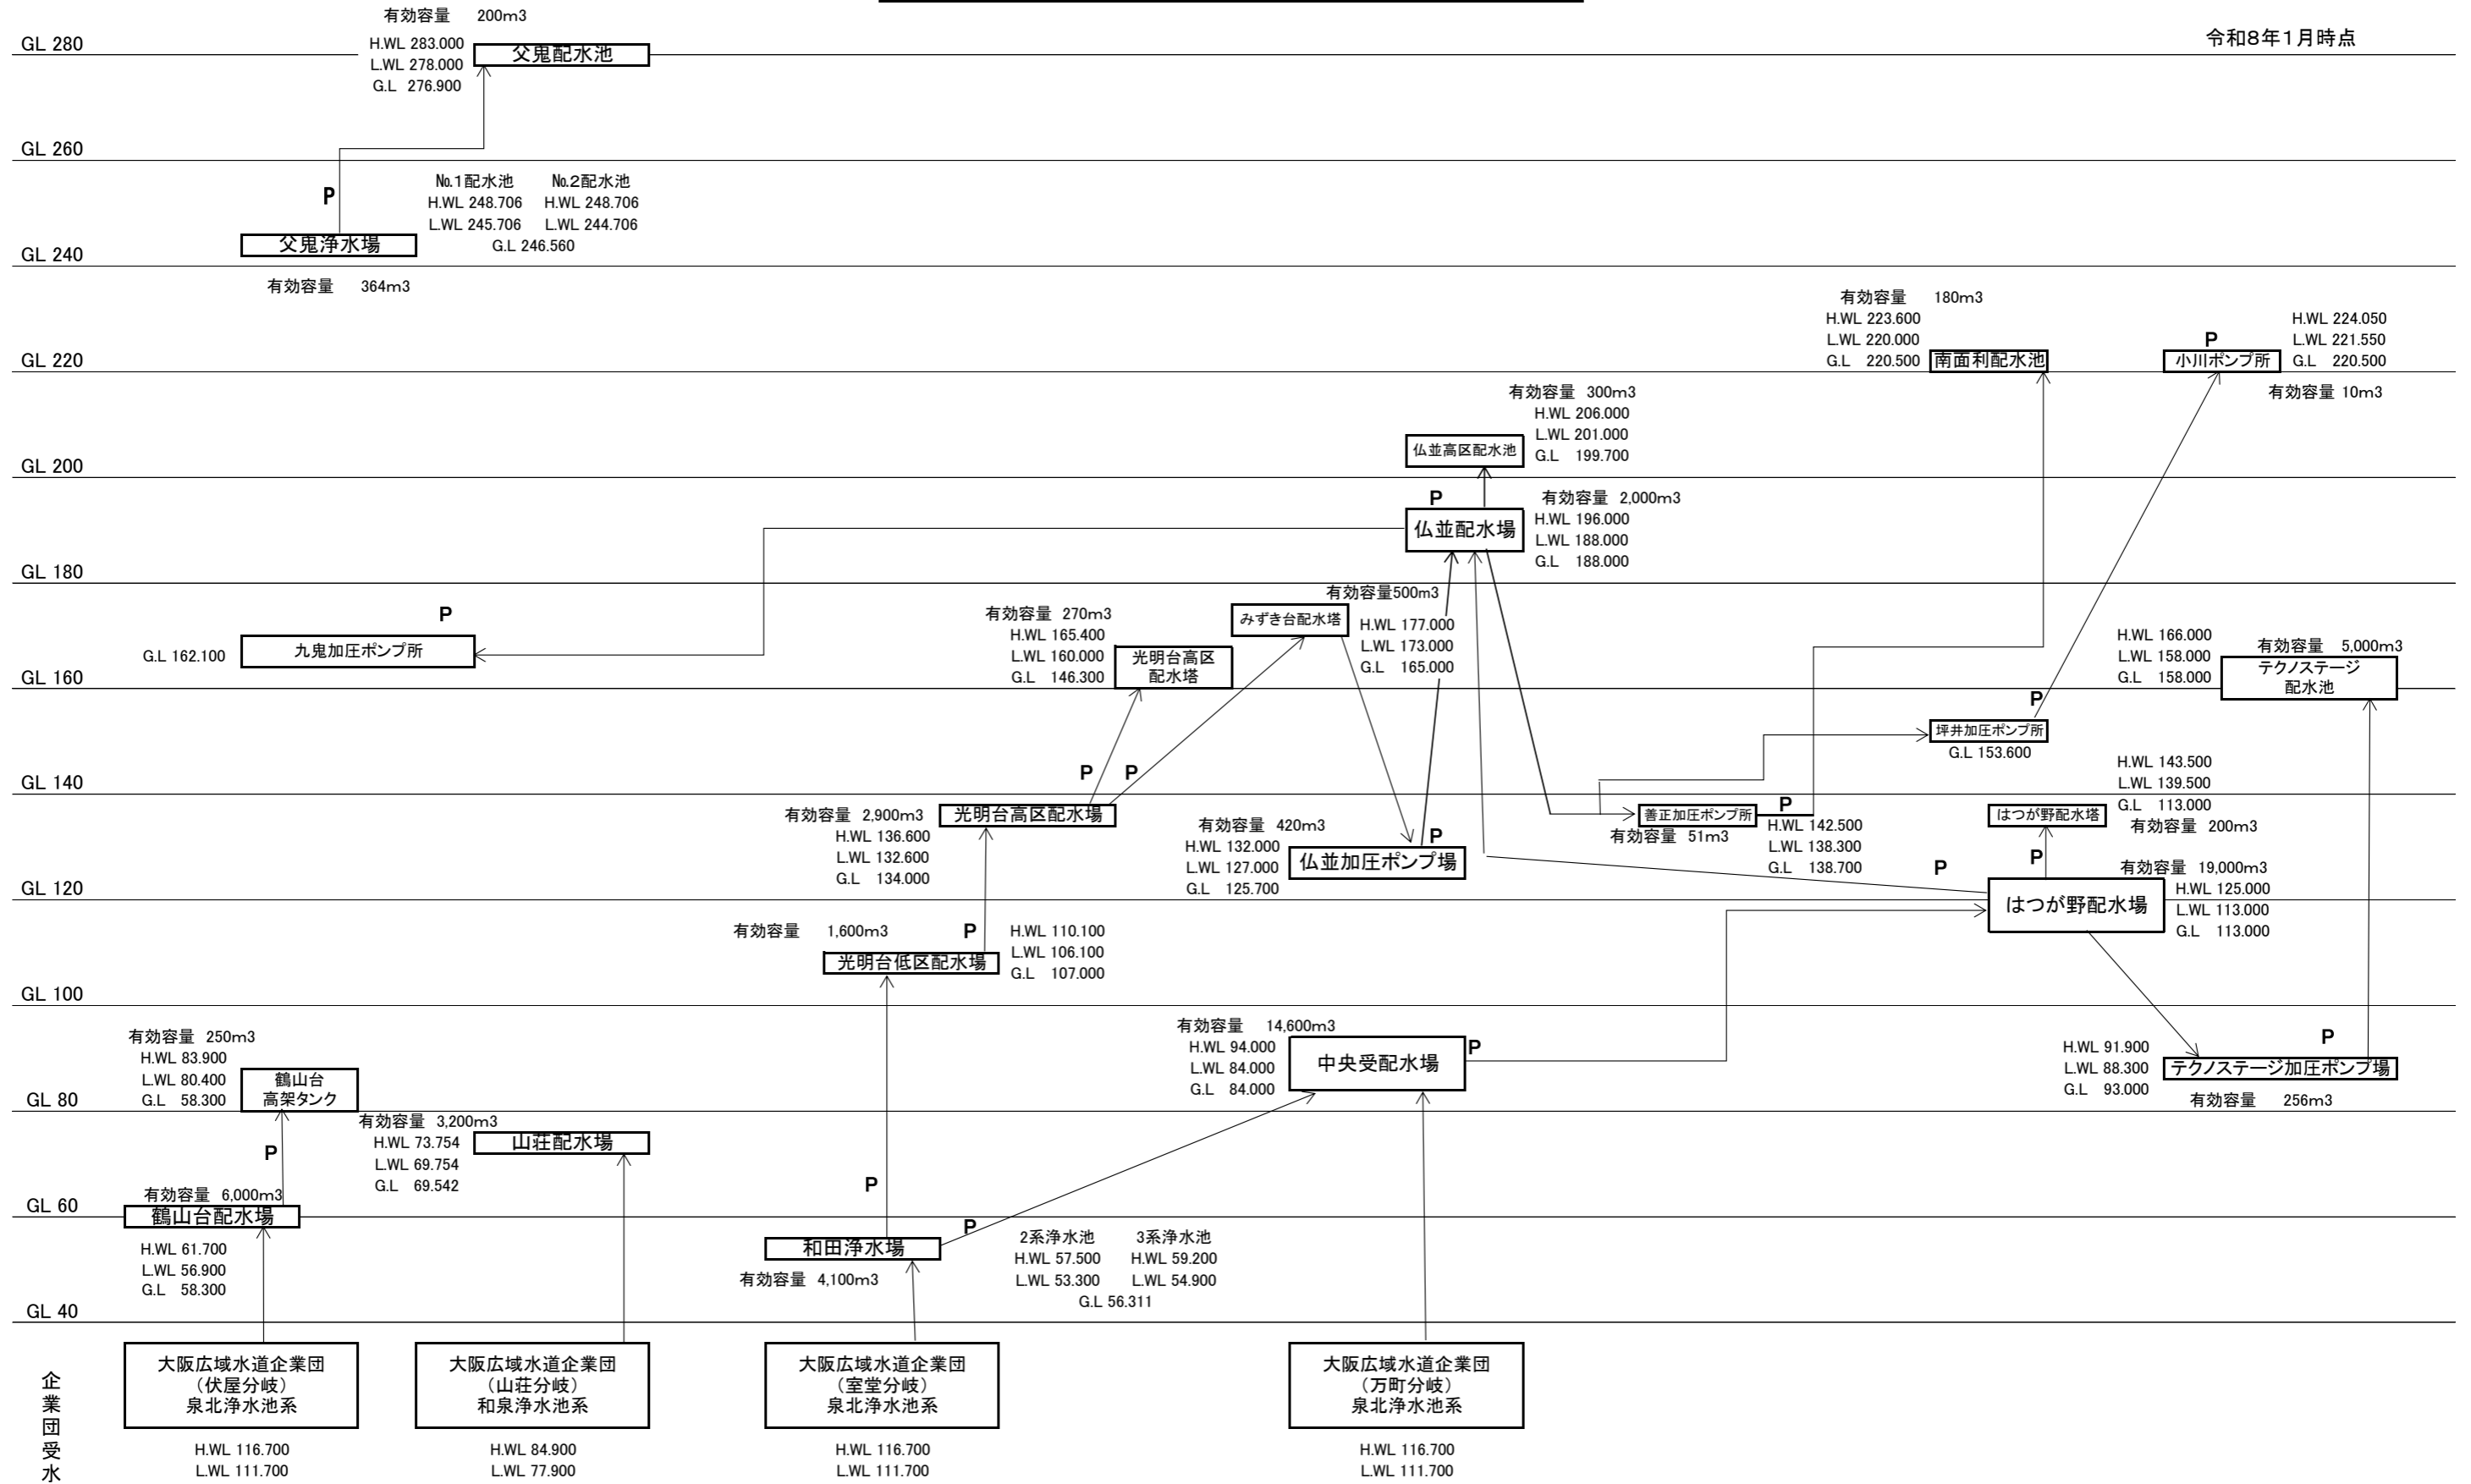 有効容量 200m3
GL 280
H.WL 283.000
L.WL 278.000
G.L 276.900
父鬼配水池
令和8年1月時点
GL 260
P
№1配水池 №2配水池
H.WL 248.706 H.WL 248.706
L.WL 245.706 L.WL 244.706
G.L 246.560
父鬼浄水場
GL 240
有効容量 364m3
有効容量 180m3
H.WL 223.600
L.WL 220.000
G.L 220.500
南面利配水池
P
小川ポンプ所
H.WL 224.050
L.WL 221.550
G.L 220.500
有効容量 10m3
GL 220
有効容量 300m3
H.WL 206.000
L.WL 201.000
G.L 199.700
仏並高区配水池
GL 200
P
有効容量 2,000m3
仏並配水場
H.WL 196.000
L.WL 188.000
G.L 188.000
GL 180
P
G.L 162.100
九鬼加圧ポンプ所
有効容量 270m3
H.WL 165.400
L.WL 160.000
G.L 146.300
光明台高区
配水塔
有効容量500m3
みずき台配水塔
H.WL 177.000
L.WL 173.000
G.L 165.000
H.WL 166.000
L.WL 158.000
G.L 158.000
有効容量 5,000m3
テクノステージ
配水池
GL 160
P
坪井加圧ポンプ所
G.L 153.600
P P
GL 140
有効容量 2,900m3
H.WL 136.600
L.WL 132.600
G.L 134.000
光明台高区配水場
有効容量 420m3
H.WL 132.000
L.WL 127.000
G.L 125.700
P
仏並加圧ポンプ場
善正加圧ポンプ所
有効容量 51m3
P
H.WL 142.500
L.WL 138.300
G.L 138.700
H.WL 143.500
L.WL 139.500
G.L 113.000
はつが野配水塔
有効容量 200m3
P
P
有効容量 19,000m3
H.WL 125.000
L.WL 113.000
G.L 113.000
はつが野配水場
GL 120
有効容量 1,600m3
P
H.WL 110.100
L.WL 106.100
G.L 107.000
光明台低区配水場
GL 100
有効容量 250m3
H.WL 83.900
L.WL 80.400
G.L 58.300
鶴山台
高架タンク
有効容量 14,600m3
H.WL 94.000
L.WL 84.000
G.L 84.000
中央受配水場
P
H.WL 91.900
L.WL 88.300
G.L 93.000
P
テクノステージ加圧ポンプ場
有効容量 256m3
GL 80
有効容量 3,200m3
H.WL 73.754
L.WL 69.754
G.L 69.542
山荘配水場
P
P
有効容量 6,000m3
GL 60
鶴山台配水場
H.WL 61.700
L.WL 56.900
G.L 58.300
P
和田浄水場
有効容量 4,100m3
2系浄水池 3系浄水池
H.WL 57.500 H.WL 59.200
L.WL 53.300 L.WL 54.900
G.L 56.311
GL 40
企業団受水
大阪広域水道企業団
（伏屋分岐）
泉北浄水池系
H.WL 116.700
L.WL 111.700
大阪広域水道企業団
（山荘分岐）
和泉浄水池系
H.WL 84.900
L.WL 77.900
大阪広域水道企業団
（室堂分岐）
泉北浄水池系
H.WL 116.700
L.WL 111.700
大阪広域水道企業団
（万町分岐）
泉北浄水池系
H.WL 116.700
L.WL 111.700